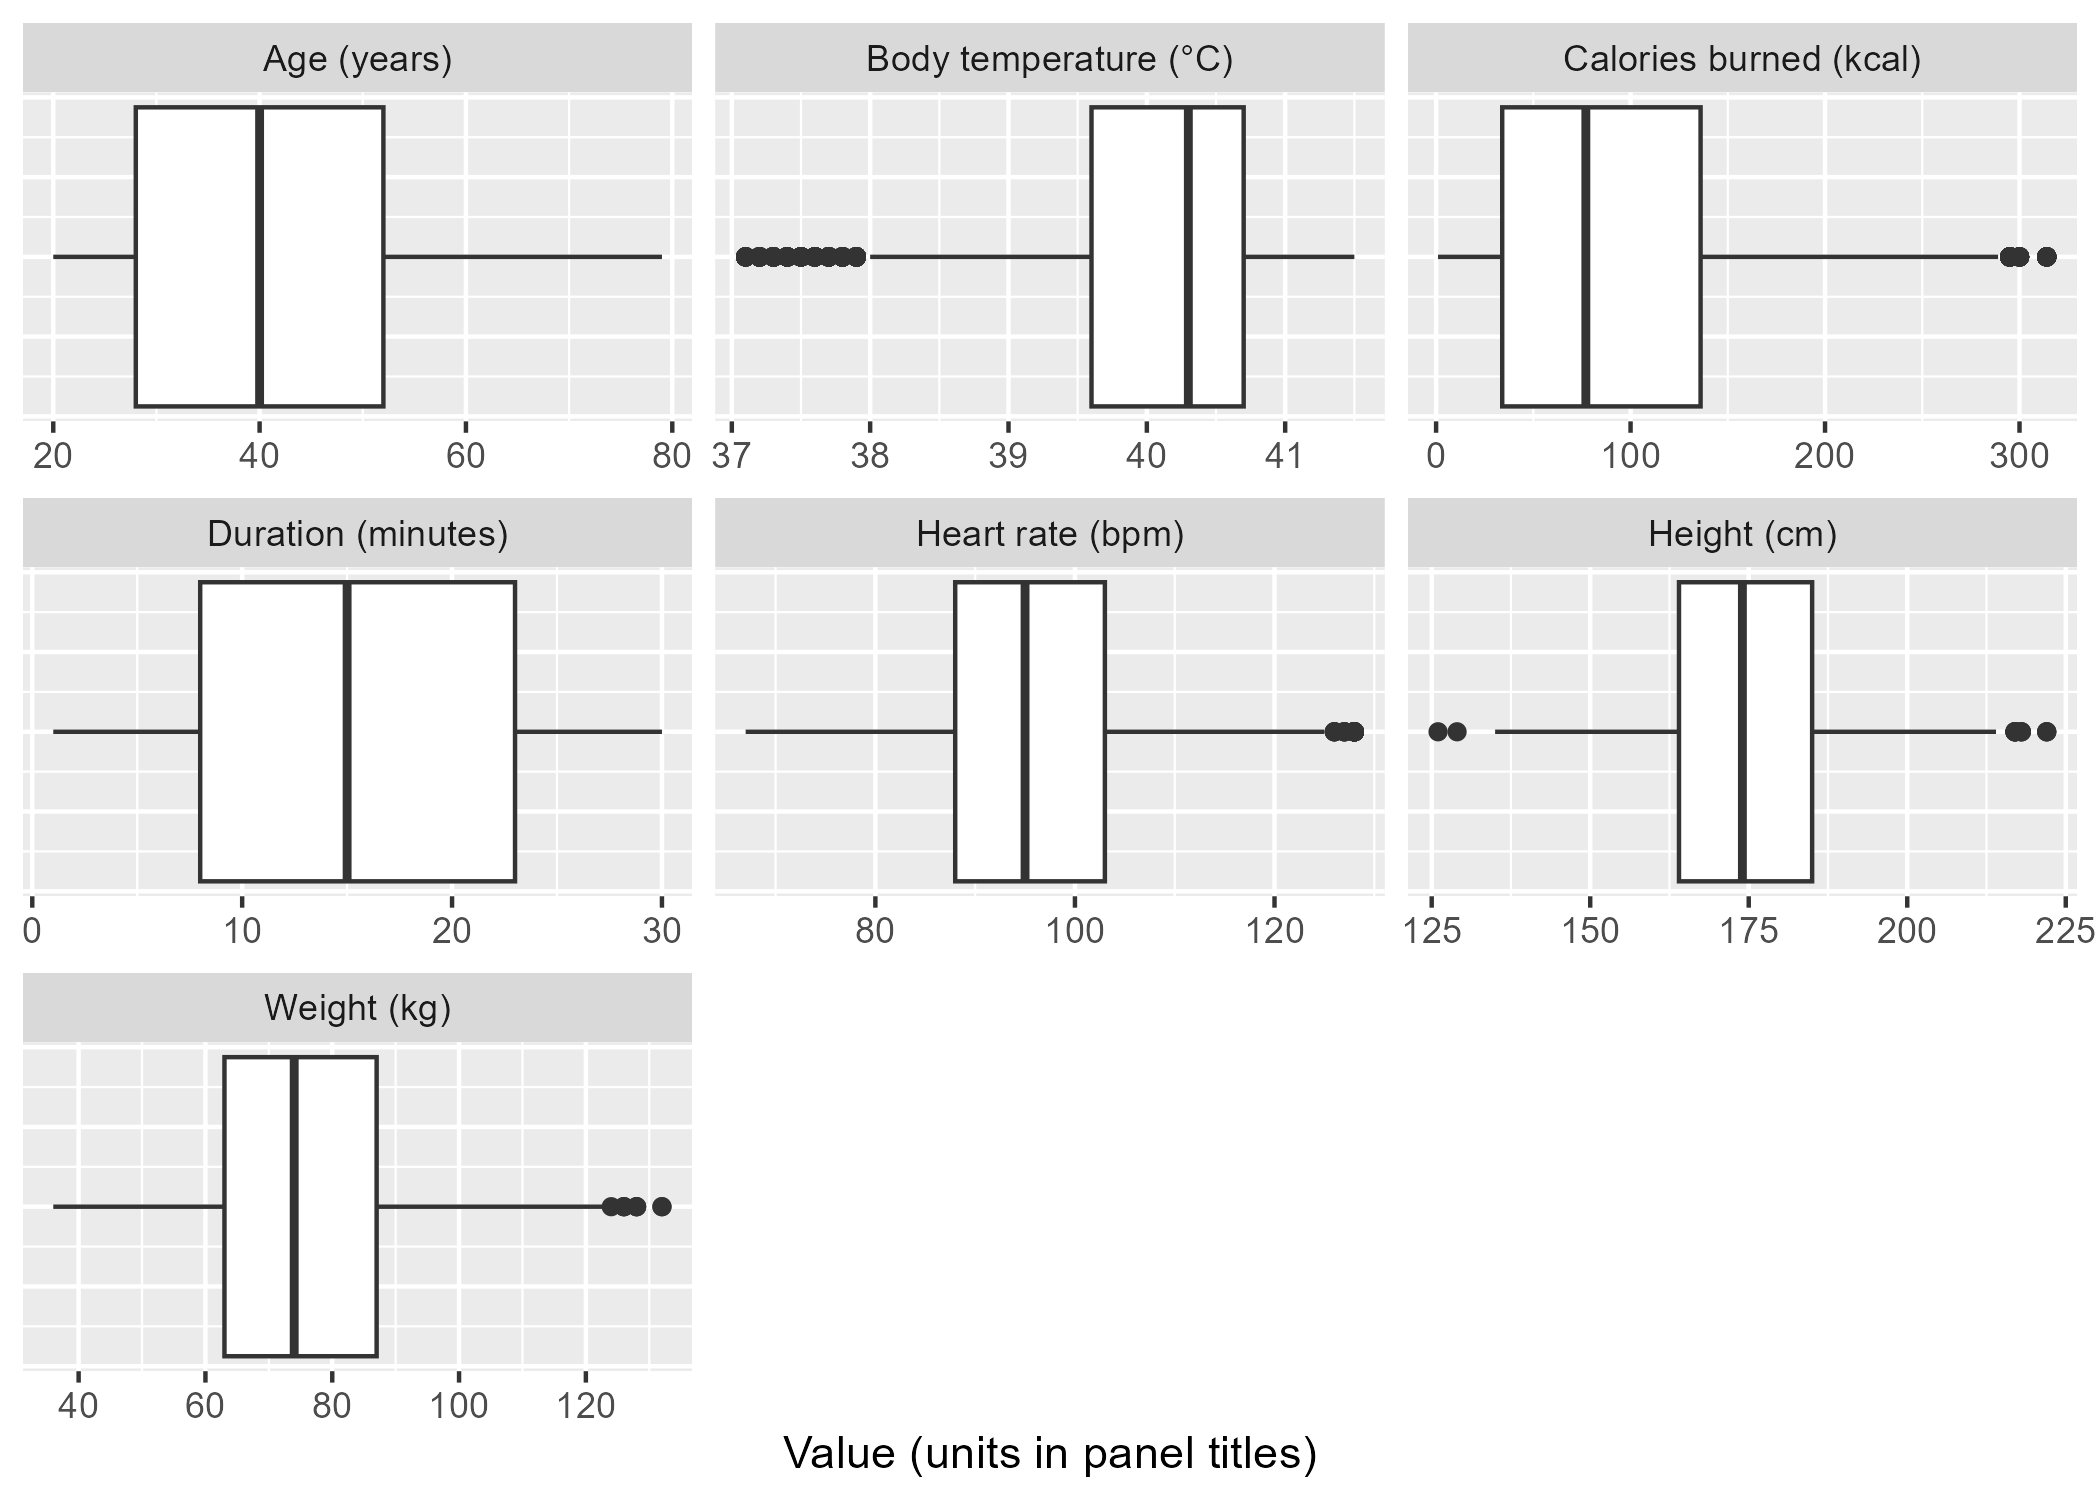 Age (years) Body temperature (°C) Calories burned (kcal)
20 40 60 80 37 38 39 40 41 0 100 200 300
Duration (minutes) Heart rate (bpm) Height (cm)
0 10 20 30 80 100 120 125 150 175 200 225
Weight (kg)
40 60 80 100 120
Value (units in panel titles)